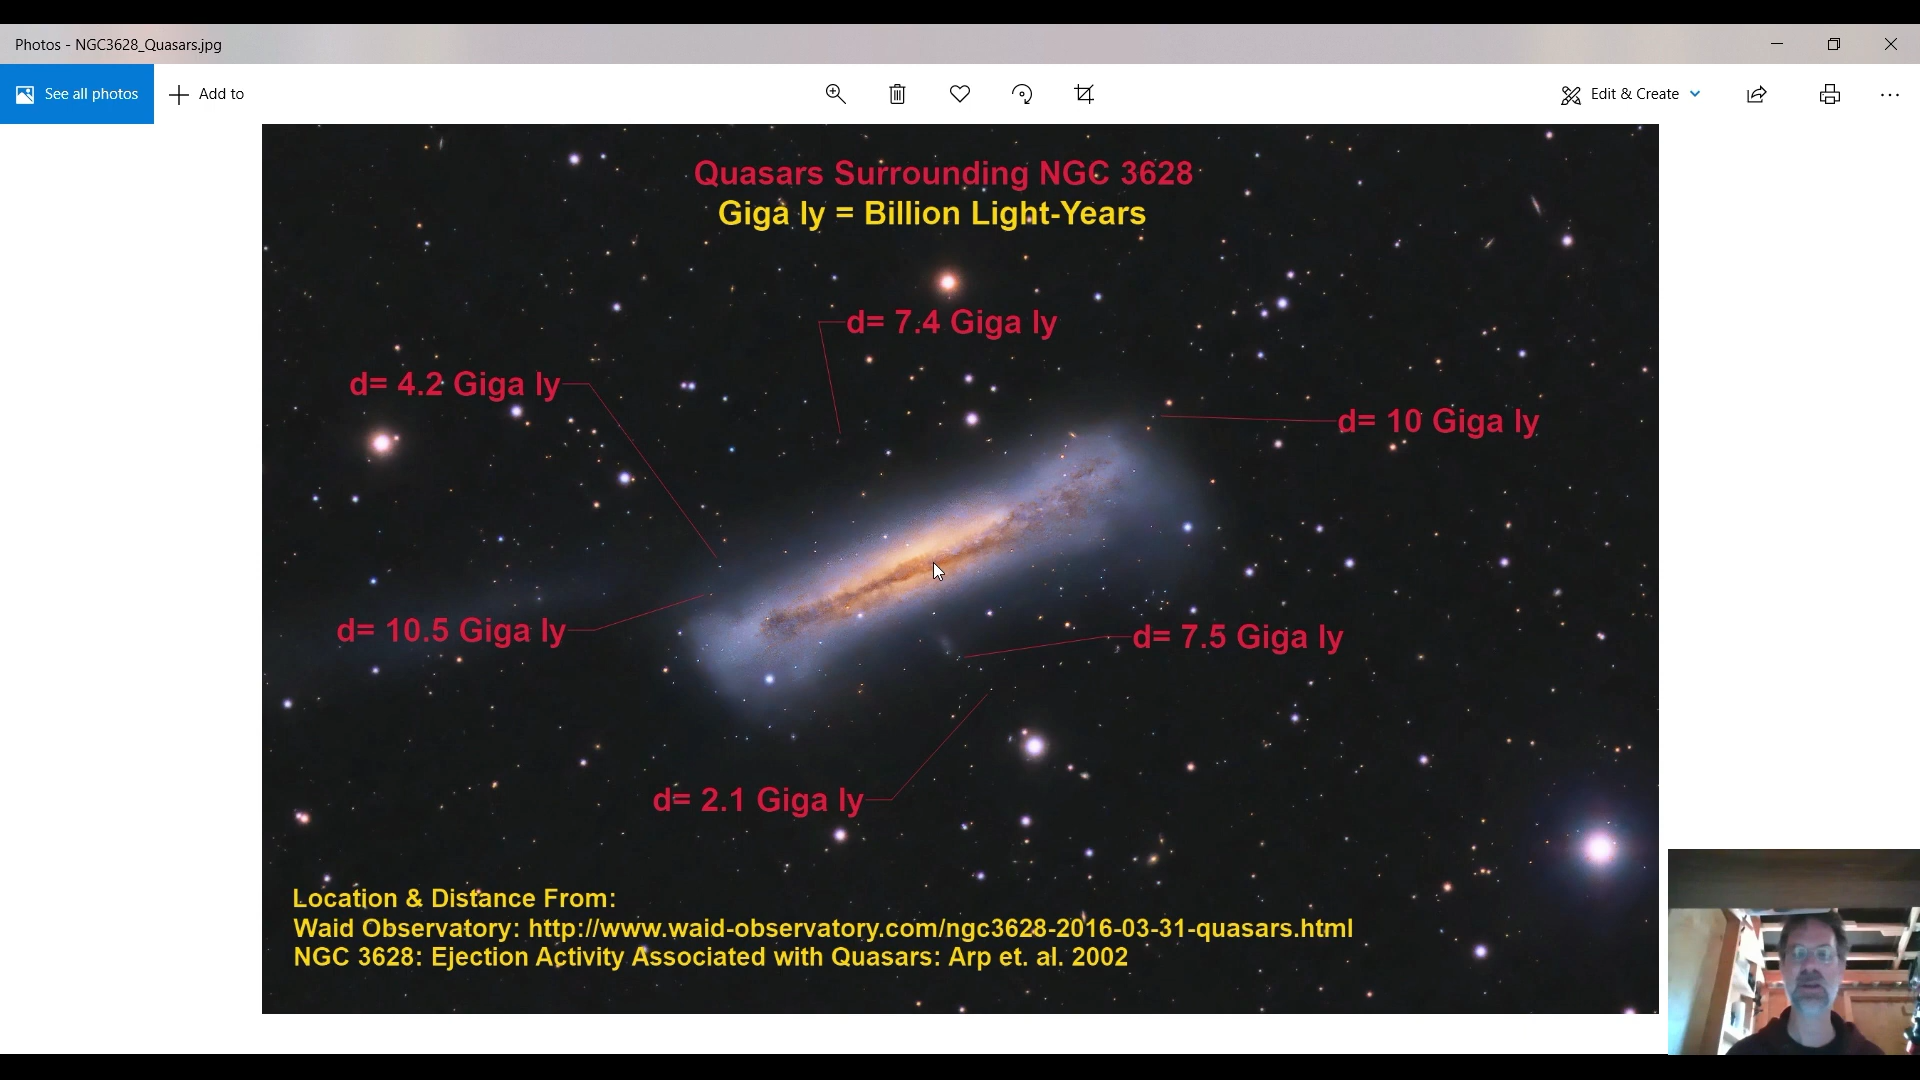 Photos - NGC3628_Quasars.jpg
See all photos
Add to
Edit & Create
Quasars Surrounding NGC 3628
Giga ly = Billion Light-Years
d= 7.4 Giga ly
d= 4.2 Giga ly
d= 10 Giga ly
d= 10.5 Giga ly
d= 7.5 Giga ly
d= 2.1 Giga ly
Location & Distance From:
Waid Observatory: http://www.waid-observatory.com/ngc3628-2016-03-31-quasars.html
NGC 3628: Ejection Activity Associated with Quasars: Arp et. al. 2002